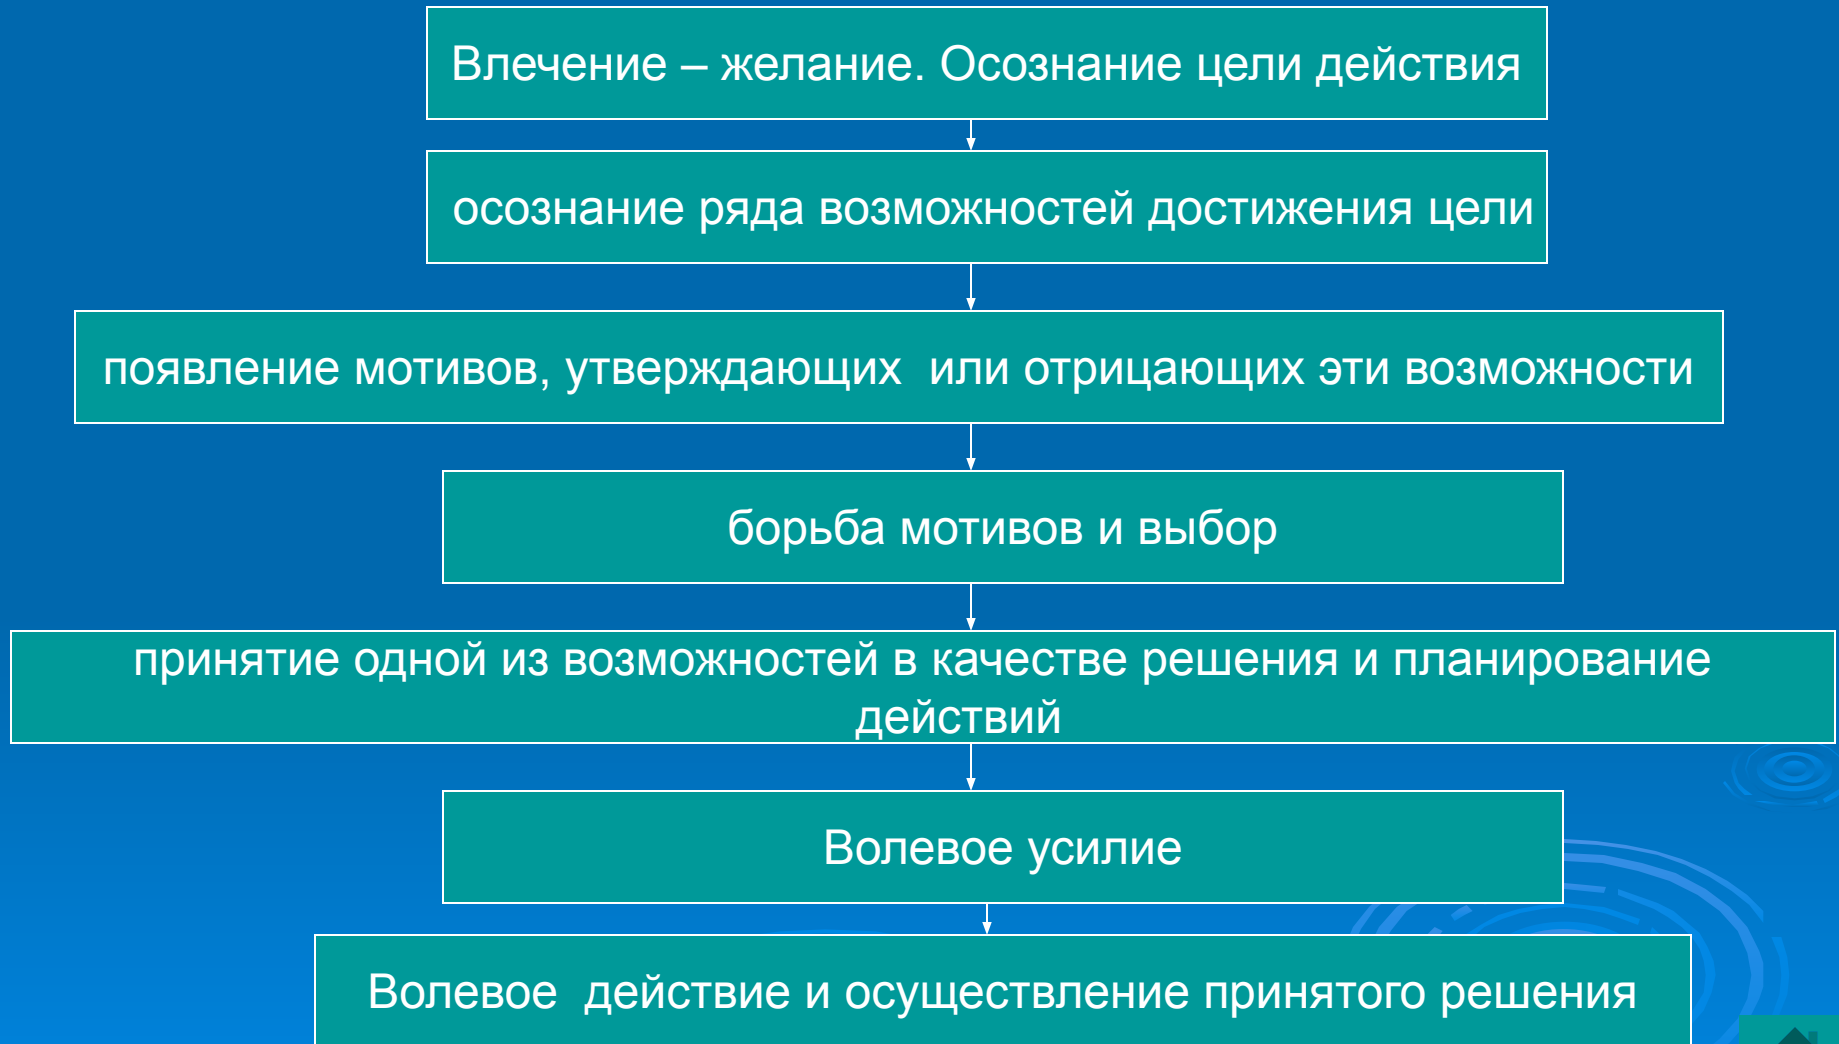 Влечение – желание. Осознание цели действия
осознание ряда возможностей достижения цели
появление мотивов, утверждающих  или отрицающих эти возможности
борьба мотивов и выбор
принятие одной из возможностей в качестве решения и планирование
действий
Волевое усилие
Волевое  действие и осуществление принятого решения